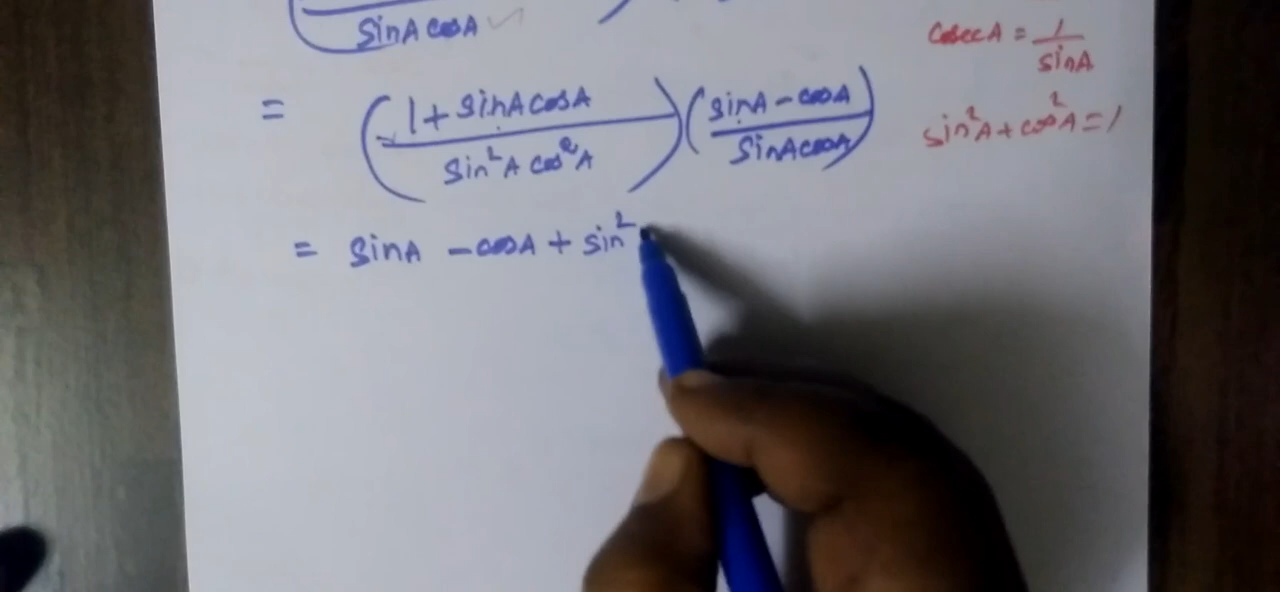 sinA cosA
cosecA = 1/sinA
= (1 + sinA cosA / sin²A cos²A) (sinA - cosA / sinA cosA)
sin²A + cos²A = 1
= sinA - cosA + sin²